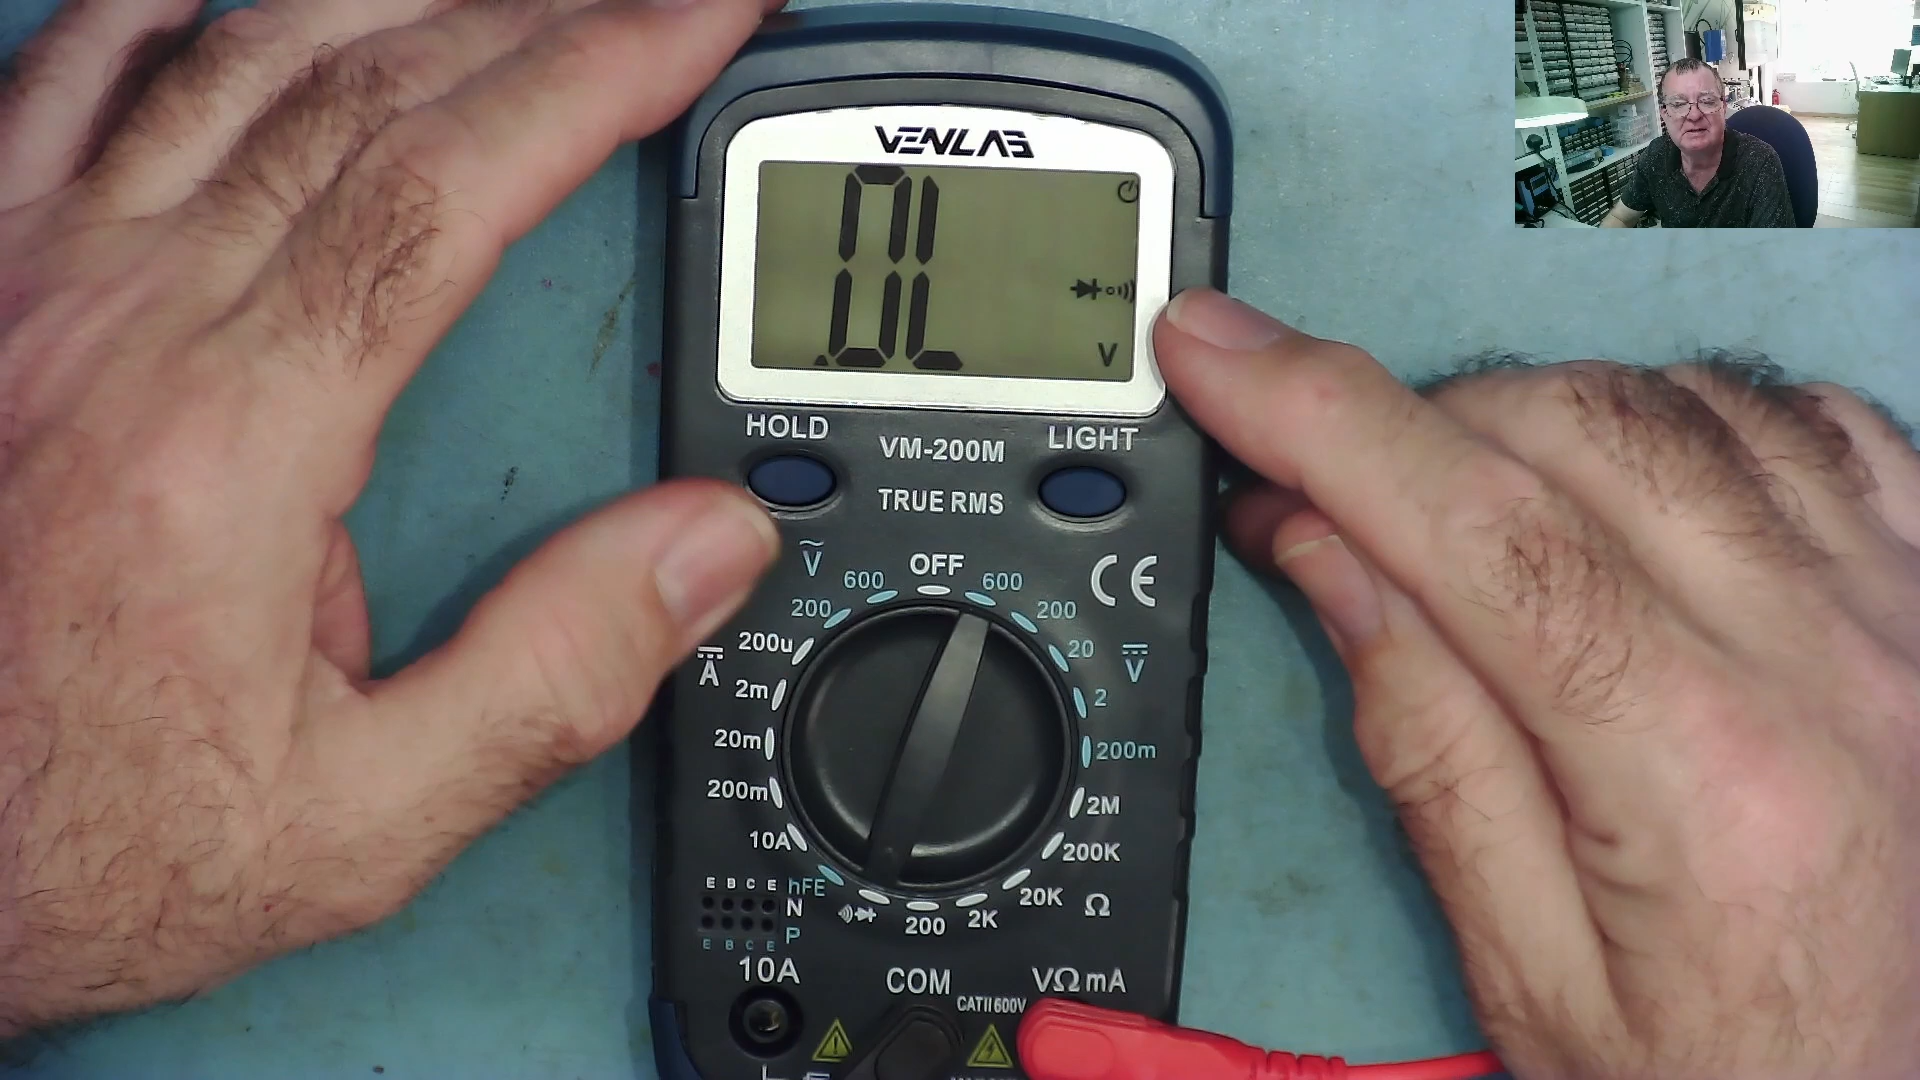 VENLAB
OL
V
HOLD
VM-200M
LIGHT
TRUE RMS
V
600
OFF
600
CE
200
200
200u
20
V
A
2m
2
20m
200m
200m
2M
10A
200K
E B C E hFE
N
20K
Ω
P
200
2K
E B C E
10A
COM
VΩmA
CATII 600V